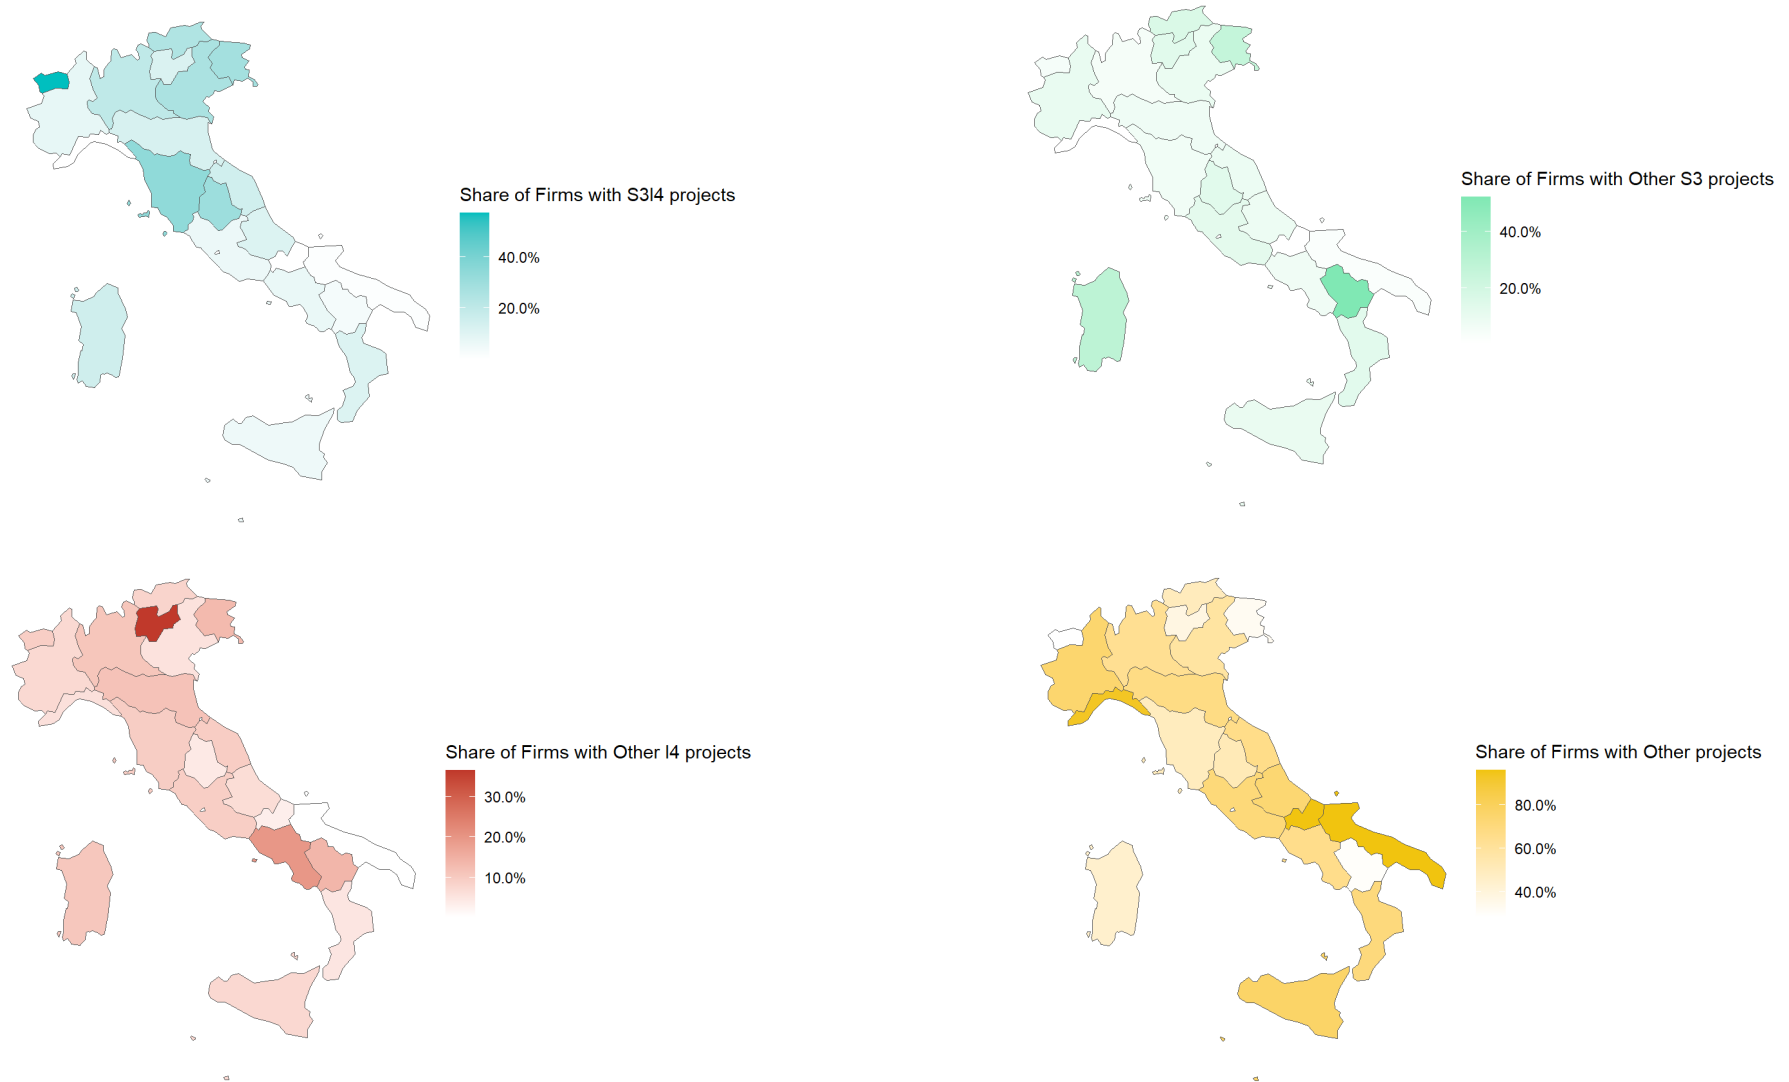 Share of Firms with S3I4 projects
40.0%
20.0%
Share of Firms with Other S3 projects
40.0%
20.0%
Share of Firms with Other I4 projects
30.0%
20.0%
10.0%
Share of Firms with Other projects
80.0%
60.0%
40.0%